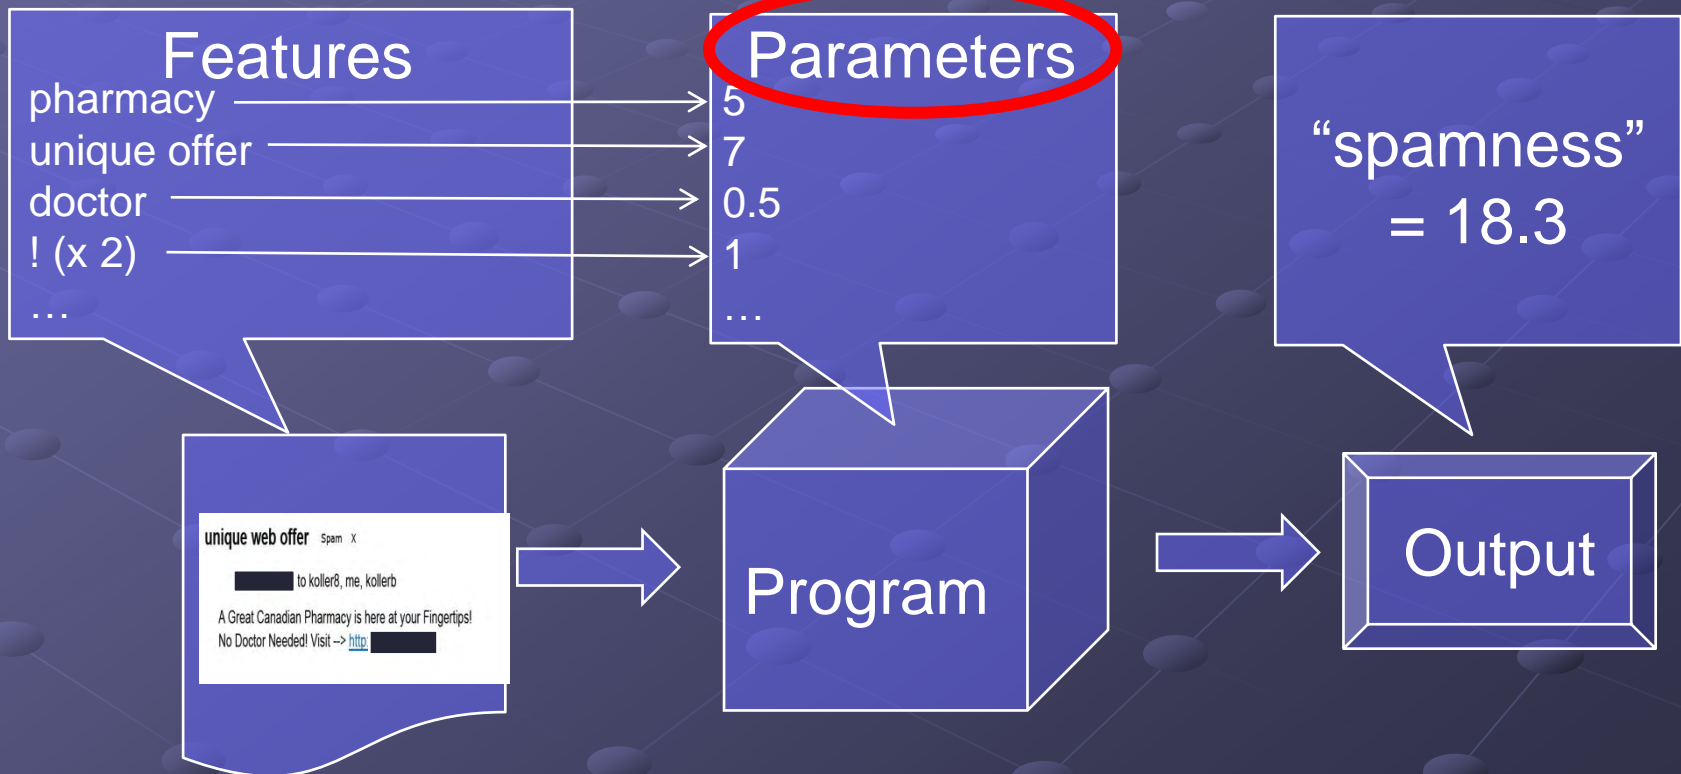 Features
pharmacy
unique offer
doctor
! (x 2)
…
Parameters
5
7
0.5
1
…
“spamness”
= 18.3
unique web offer Spam X
to koller8, me, kollerb
A Great Canadian Pharmacy is here at your Fingertips!
No Doctor Needed! Visit --> http:
Program
Output